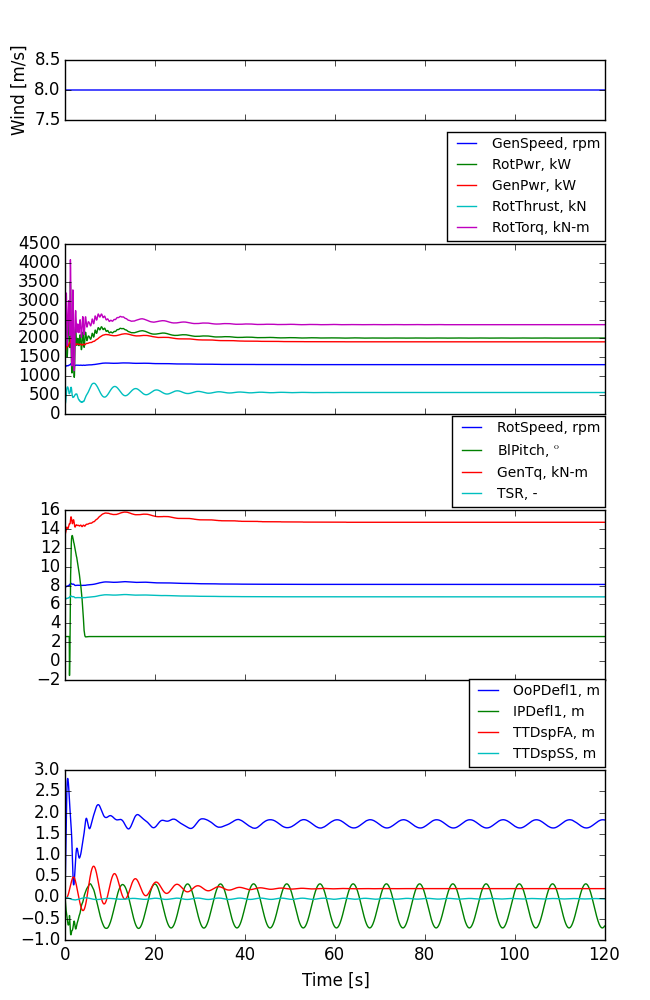 Wind [m/s]
8.5
8.0
7.5
GenSpeed, rpm
RotPwr, kW
GenPwr, kW
RotThrust, kN
RotTorq, kN-m
4500
4000
3500
3000
2500
2000
1500
1000
500
0
RotSpeed, rpm
BlPitch, °
GenTq, kN-m
TSR, -
16
14
12
10
8
6
4
2
0
−2
OoPDefl1, m
IPDefl1, m
TTDspFA, m
TTDspSS, m
3.0
2.5
2.0
1.5
1.0
0.5
0.0
−0.5
−1.0
0 20 40 60 80 100 120
Time [s]